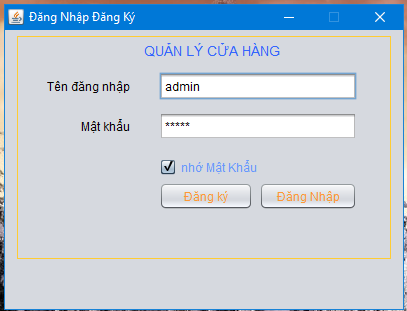 Đăng Nhập Đăng Ký
QUẢN LÝ CỬA HÀNG
Tên đăng nhập admin
Mật khẩu *****
nhớ Mật Khẩu
Đăng ký Đăng Nhập